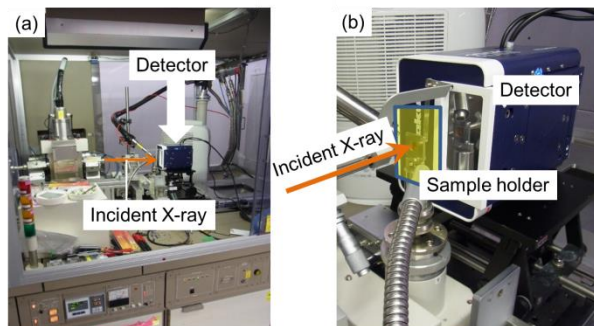 (a)
Detector
Incident X-ray
(b)
Detector
Incident X-ray
Sample holder